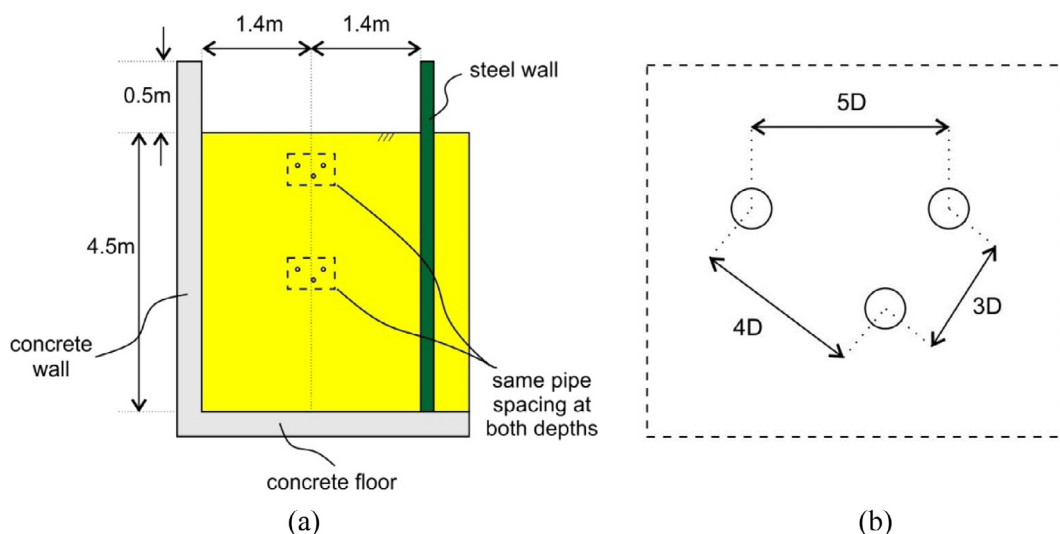 1.4m
1.4m
0.5m
steel wall
4.5m
concrete
wall
same pipe
spacing at
both depths
concrete floor
(a)
5D
4D
3D
(b)